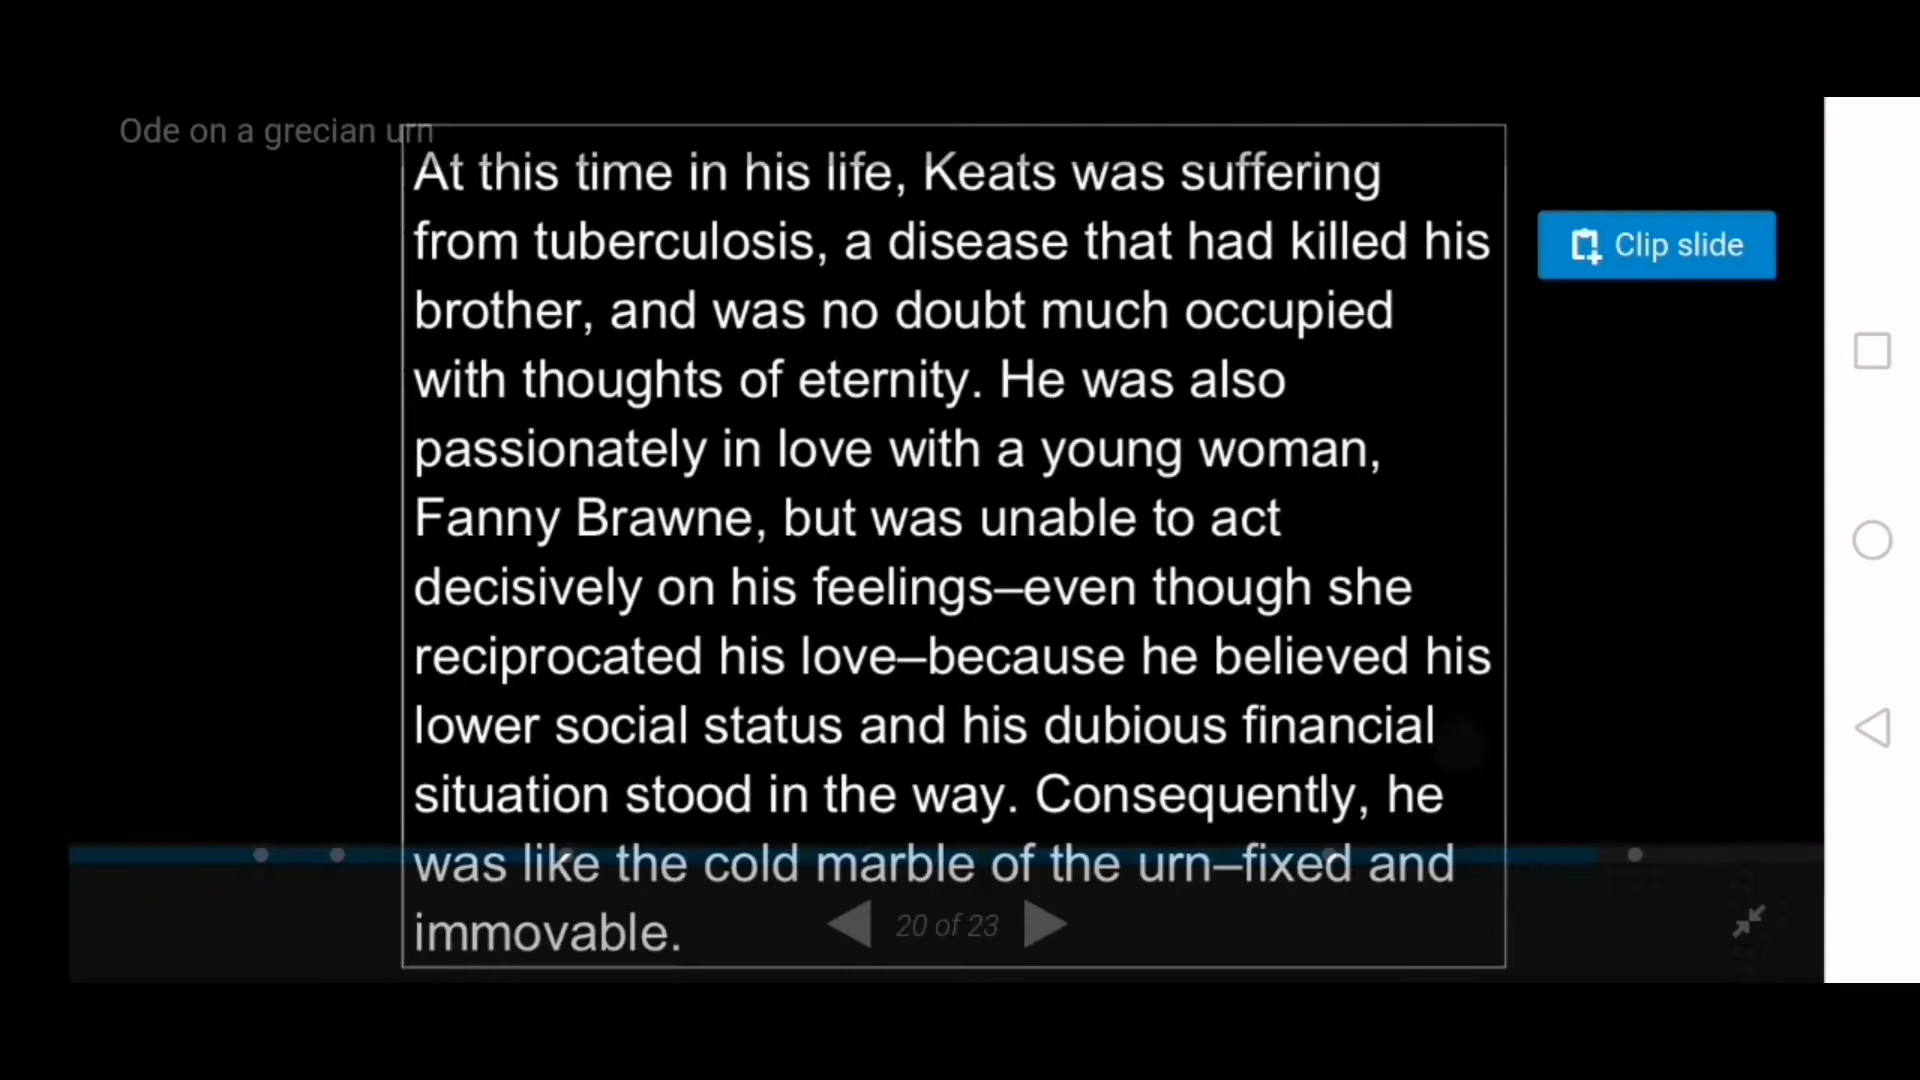 Ode on a grecian urn
At this time in his life, Keats was suffering
from tuberculosis, a disease that had killed his
brother, and was no doubt much occupied
with thoughts of eternity. He was also
passionately in love with a young woman,
Fanny Brawne, but was unable to act
decisively on his feelings–even though she
reciprocated his love–because he believed his
lower social status and his dubious financial
situation stood in the way. Consequently, he
was like the cold marble of the urn–fixed and
immovable.
Clip slide
20 of 23